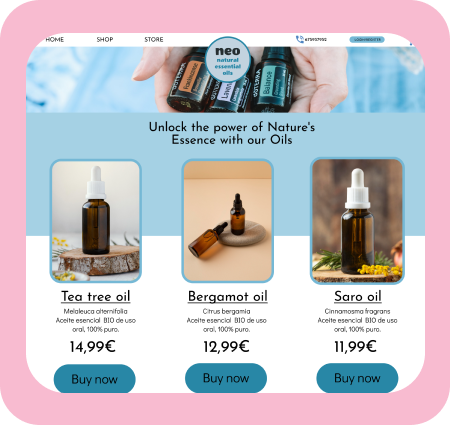 HOME
SHOP
STORE
675937952
neo
natural
essential
oils
Balance
Unlock the power of Nature's
Essence with our Oils
Tea tree oil
Melaleuca alternifolia
Aceite esencial BIO de uso
oral, 100% puro.
14,99€
Buy now
Bergamot oil
Citrus bergamia
Aceite esencial BIO de uso
oral, 100% puro.
12,99€
Buy now
Saro oil
Cinnamosma fragrans
Aceite esencial BIO de uso
oral, 100% puro.
11,99€
Buy now